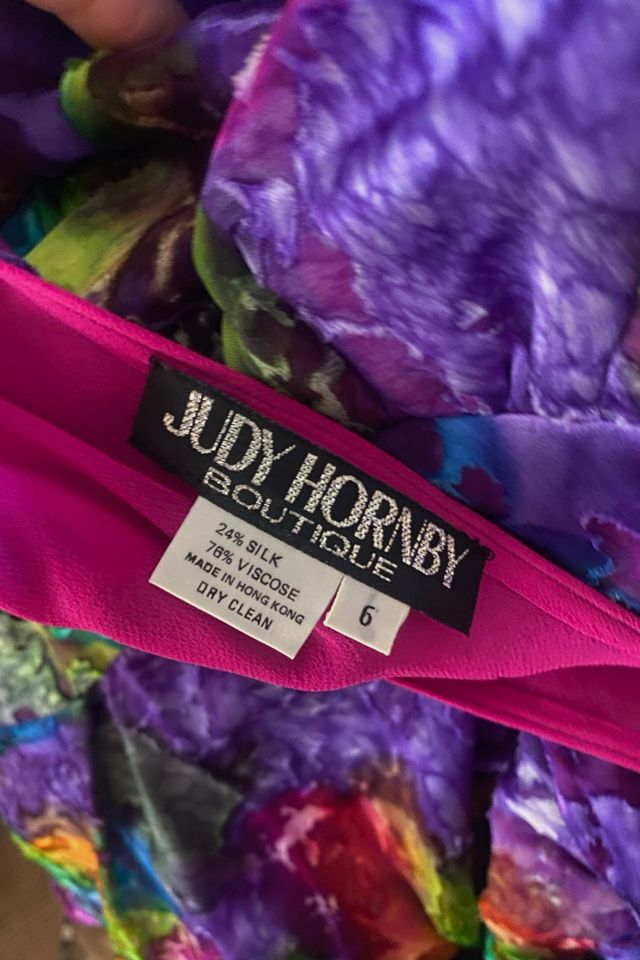 JUDY HORNBY
BOUTIQUE
24% SILK
76% VISCOSE
MADE IN HONG KONG
DRY CLEAN
6